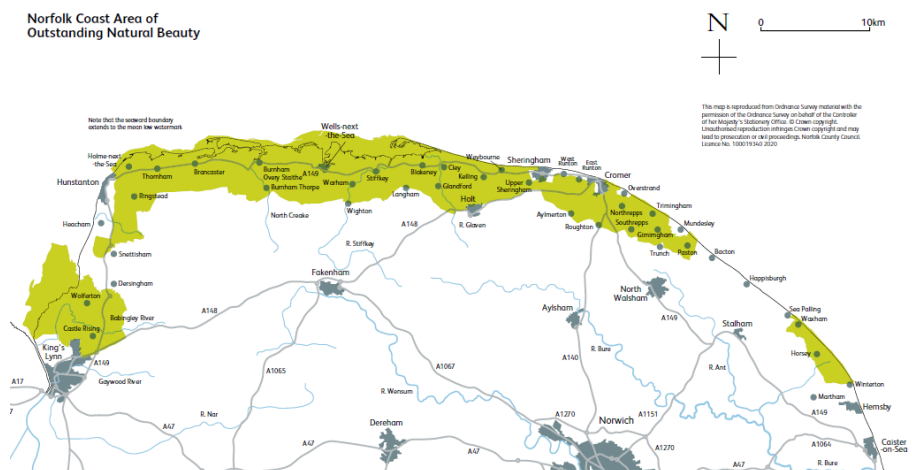 Norfolk Coast Area of
Outstanding Natural Beauty
N
0
10km
Note that the seaward boundary
extends to the mean low watermark
This map is reproduced from Ordnance Survey material with the
permission of the Ordnance Survey on behalf of the Controller
of her Majesty's Stationery Office. © Crown copyright.
Unauthorised reproduction infringes Crown copyright and may
lead to prosecution or civil proceedings. Norfolk County Council.
Licence No. 100019340 2020
Wells-next
-the-Sea
Holme-next
-the-Sea
Thornham
Brancaster
Burnham
Overy Staithe
A149
Burnham Thorpe
Warham
Stiffkey
Blakeney
Cley
Weybourne
Kelling
Glandford
Sheringham
West
Runton
East
Runton
Cromer
Upper
Sheringham
Overstrand
Hunstanton
Ringstead
Langham
Holt
Trimingham
Northrepps
Southrepps
Aylmerton
Mundesley
Gimingham
Heacham
North Creake
Wighton
A148
R. Glaven
Roughton
Trunch
Paston
Bacton
R. Stiffkey
Snettisham
Fakenham
Dersingham
Happisburgh
North
Walsham
Wolferton
Babingley River
A148
Aylsham
Sea Palling
Waxham
A149
Stalham
Castle Rising
King's
Lynn
A149
R. Bure
Horsey
A140
A1065
A1067
R. Ant
A17
Gaywood River
R. Wensum
Winterton
Martham
Hemsby
7
R. Nar
A47
Dereham
A1270
Norwich
A1151
A149
A47
A47
A1270
A1064
Caister
-on-Sea
A47
R. Bure